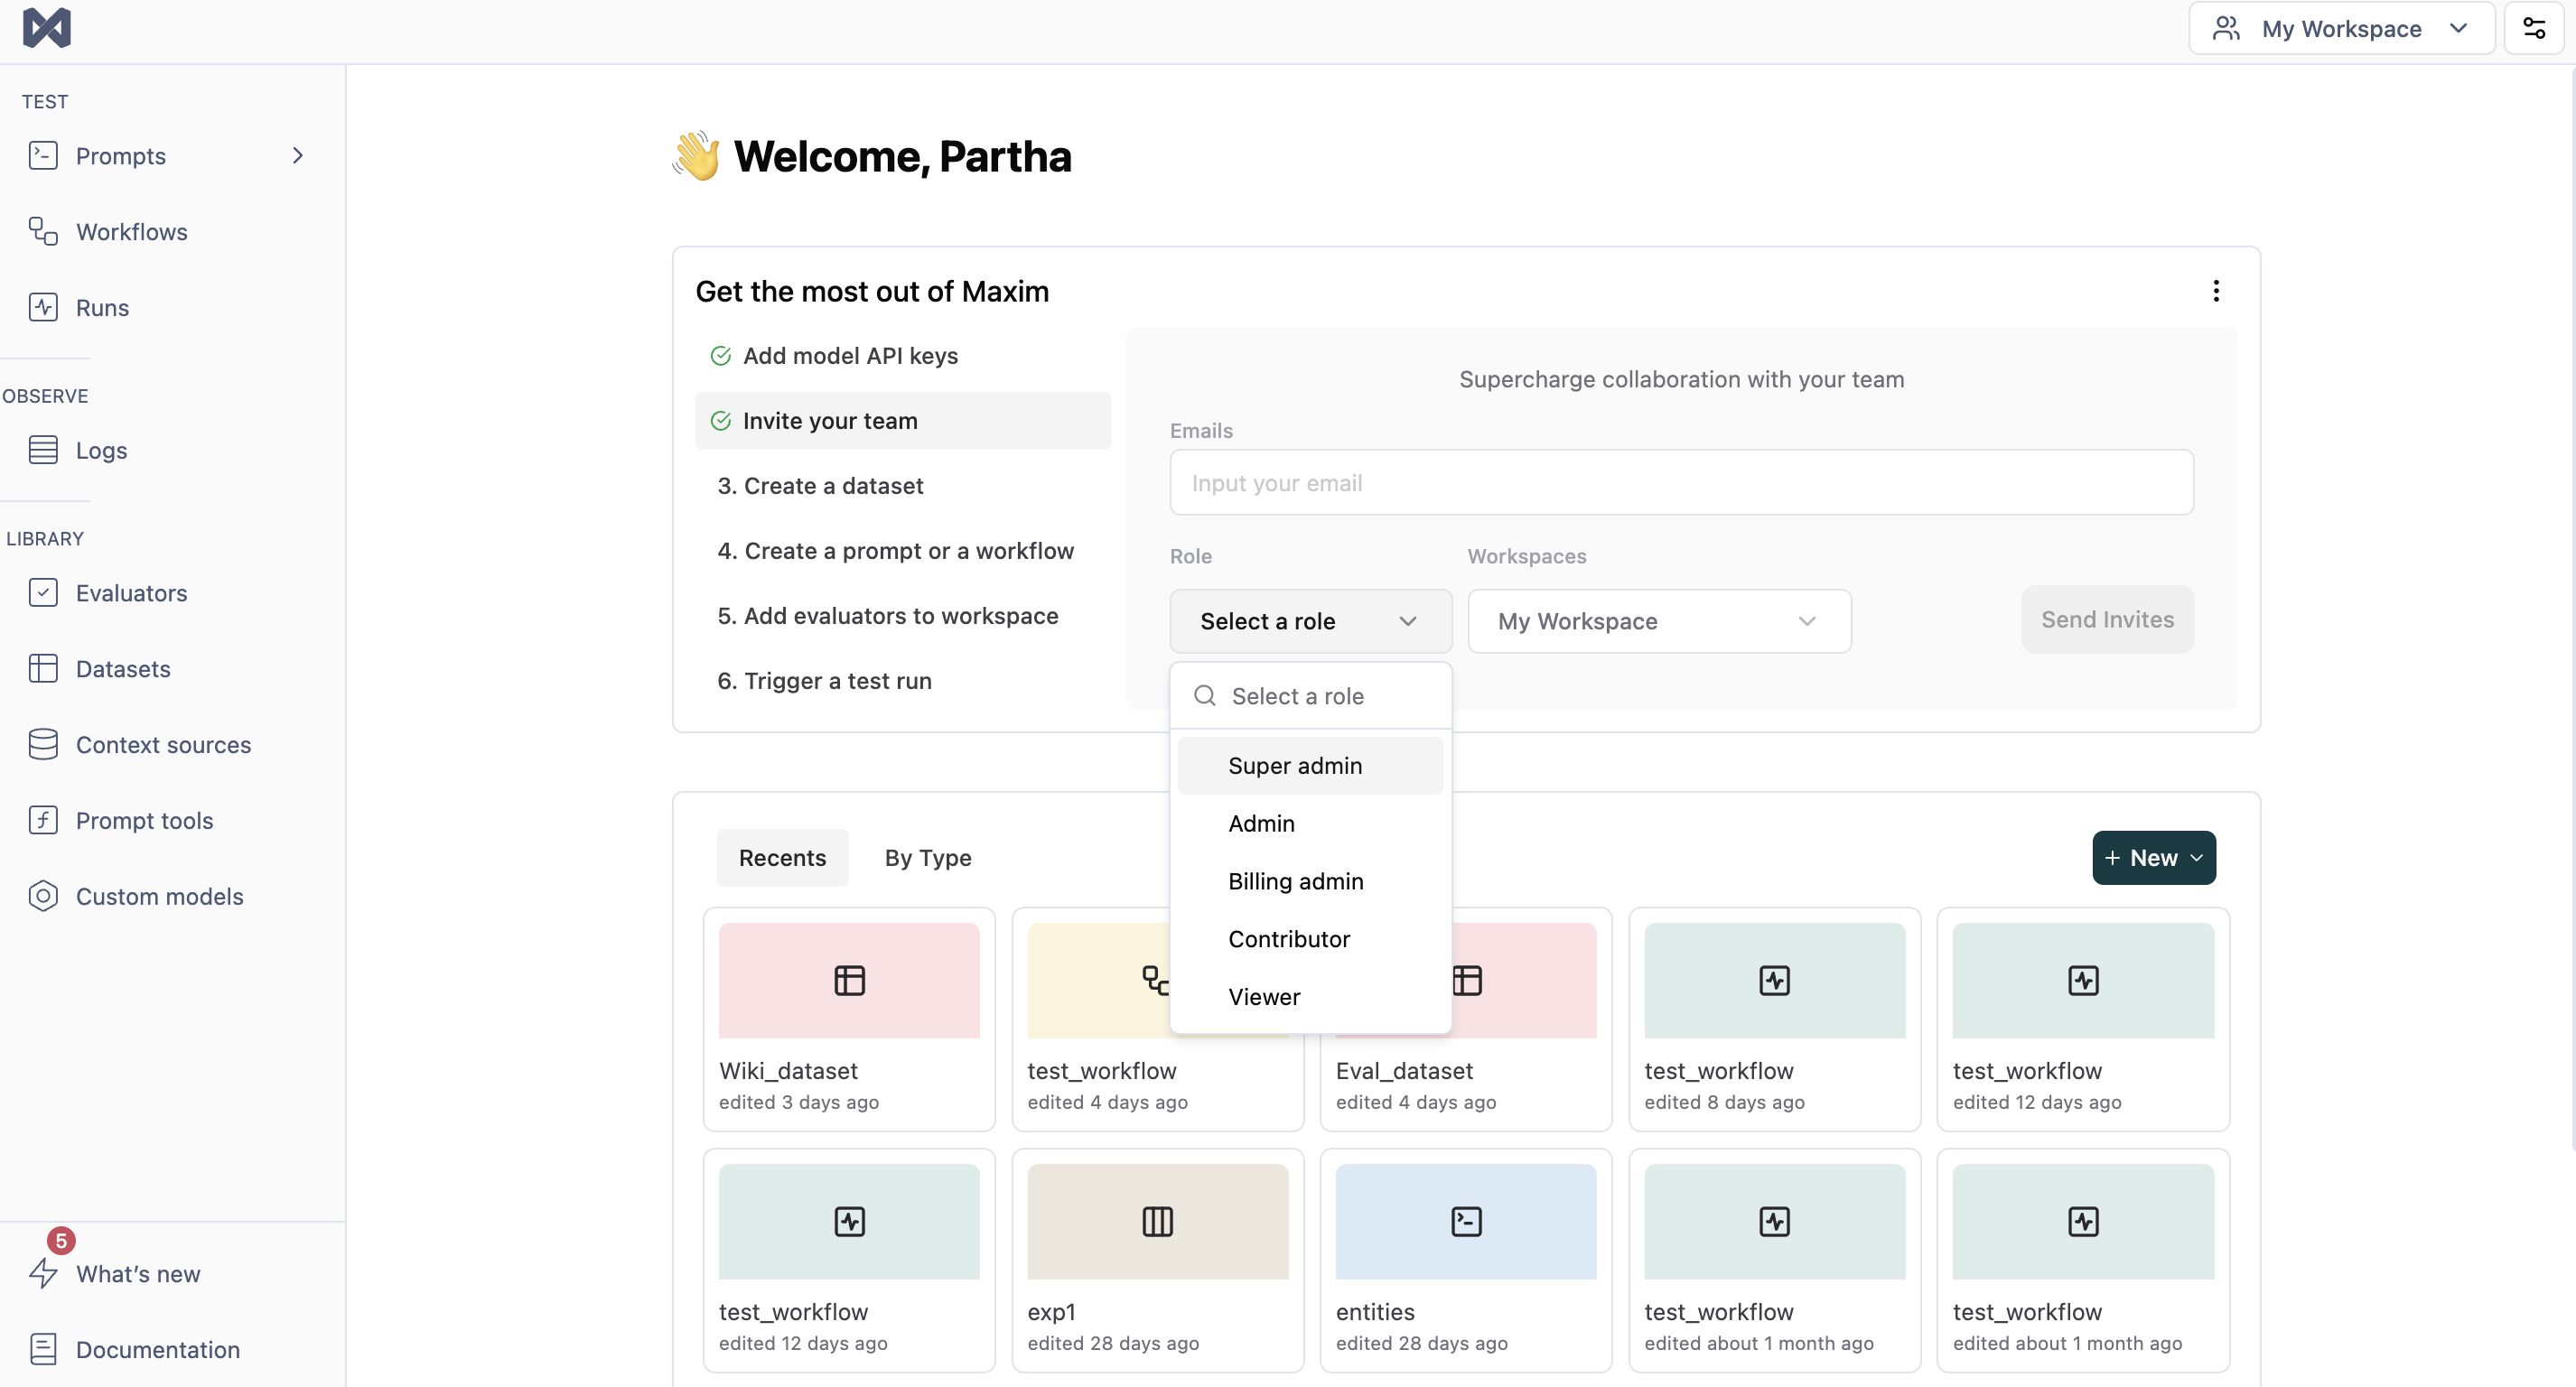 My Workspace
TEST
Prompts
Workflows
Runs
OBSERVE
Logs
LIBRARY
Evaluators
Datasets
Context sources
Prompt tools
Custom models
5
What's new
Documentation
👋 Welcome, Partha
Get the most out of Maxim
Add model API keys
Invite your team
3. Create a dataset
4. Create a prompt or a workflow
5. Add evaluators to workspace
6. Trigger a test run
Supercharge collaboration with your team
Emails
Input your email
Role
Workspaces
Select a role
My Workspace
Send Invites
Select a role
Super admin
Admin
Billing admin
Contributor
Viewer
Recents
By Type
+ New
Wiki_dataset
edited 3 days ago
test_workflow
edited 4 days ago
Eval_dataset
edited 4 days ago
test_workflow
edited 8 days ago
test_workflow
edited 12 days ago
test_workflow
edited 12 days ago
exp1
edited 28 days ago
entities
edited 28 days ago
test_workflow
edited about 1 month ago
test_workflow
edited about 1 month ago